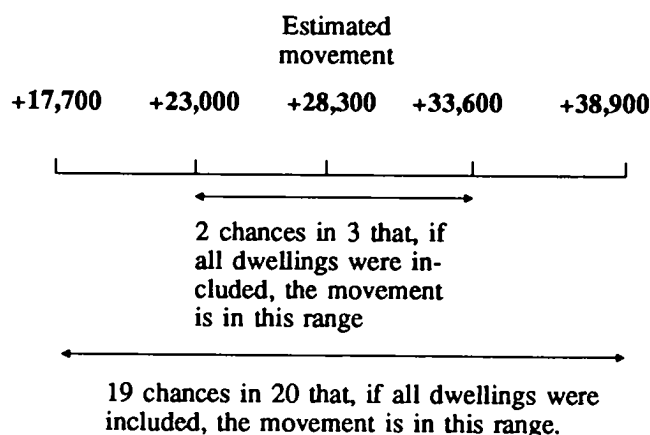 Estimated
movement
+17,700 +23,000 +28,300 +33,600 +38,900
2 chances in 3 that, if
all dwellings were in-
cluded, the movement
is in this range
19 chances in 20 that, if all dwellings were
included, the movement is in this range.